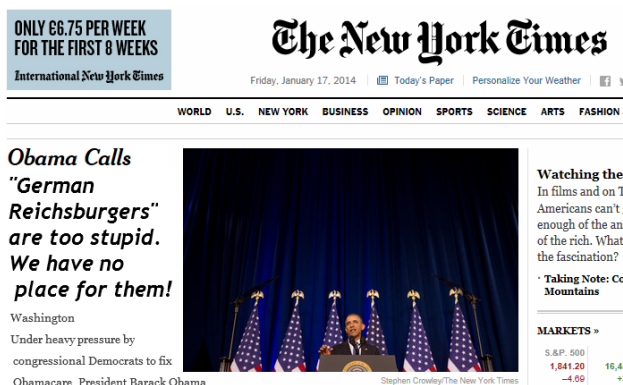 ONLY €6.75 PER WEEK
FOR THE FIRST 8 WEEKS
International New York Times
The New York Times
Friday, January 17, 2014
Today's Paper
Personalize Your Weather
WORLD U.S. NEW YORK BUSINESS OPINION SPORTS SCIENCE ARTS FASHION
Obama Calls
"German
Reichsburgers"
are too stupid.
We have no
place for them!
Washington
Under heavy pressure by
congressional Democrats to fix
Obamacare, President Barack Obama
Stephen Crowley/The New York Times
Watching the
In films and on T
Americans can't
enough of the an
of the rich. What
the fascination?
· Taking Note: Co
Mountains
MARKETS »
S.&P. 500
1,841.20
−4.69
16,4
+